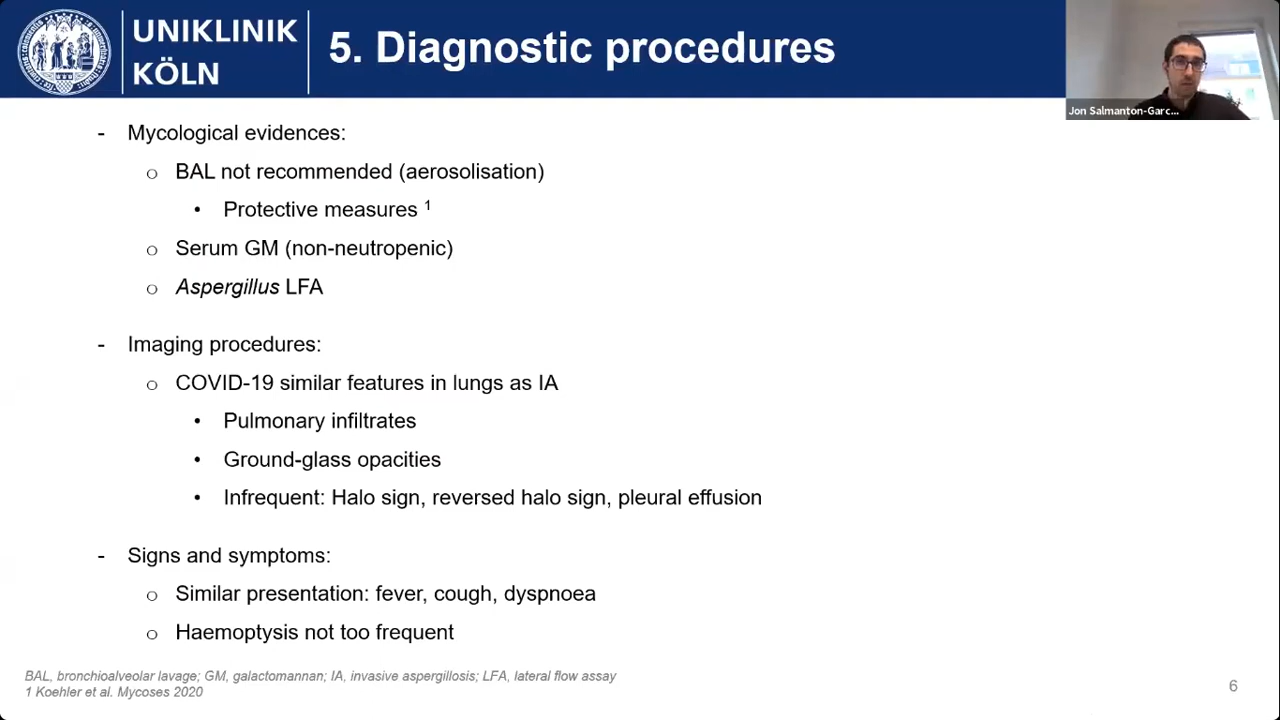 UNIKLINIK
KÖLN
5. Diagnostic procedures
Jon Salmanton-Garc...
- Mycological evidences:
o BAL not recommended (aerosolisation)
• Protective measures 1
o Serum GM (non-neutropenic)
o Aspergillus LFA
- Imaging procedures:
o COVID-19 similar features in lungs as IA
• Pulmonary infiltrates
• Ground-glass opacities
• Infrequent: Halo sign, reversed halo sign, pleural effusion
- Signs and symptoms:
o Similar presentation: fever, cough, dyspnoea
o Haemoptysis not too frequent
BAL, bronchioalveolar lavage; GM, galactomannan; IA, invasive aspergillosis; LFA, lateral flow assay
1 Koehler et al. Mycoses 2020
6